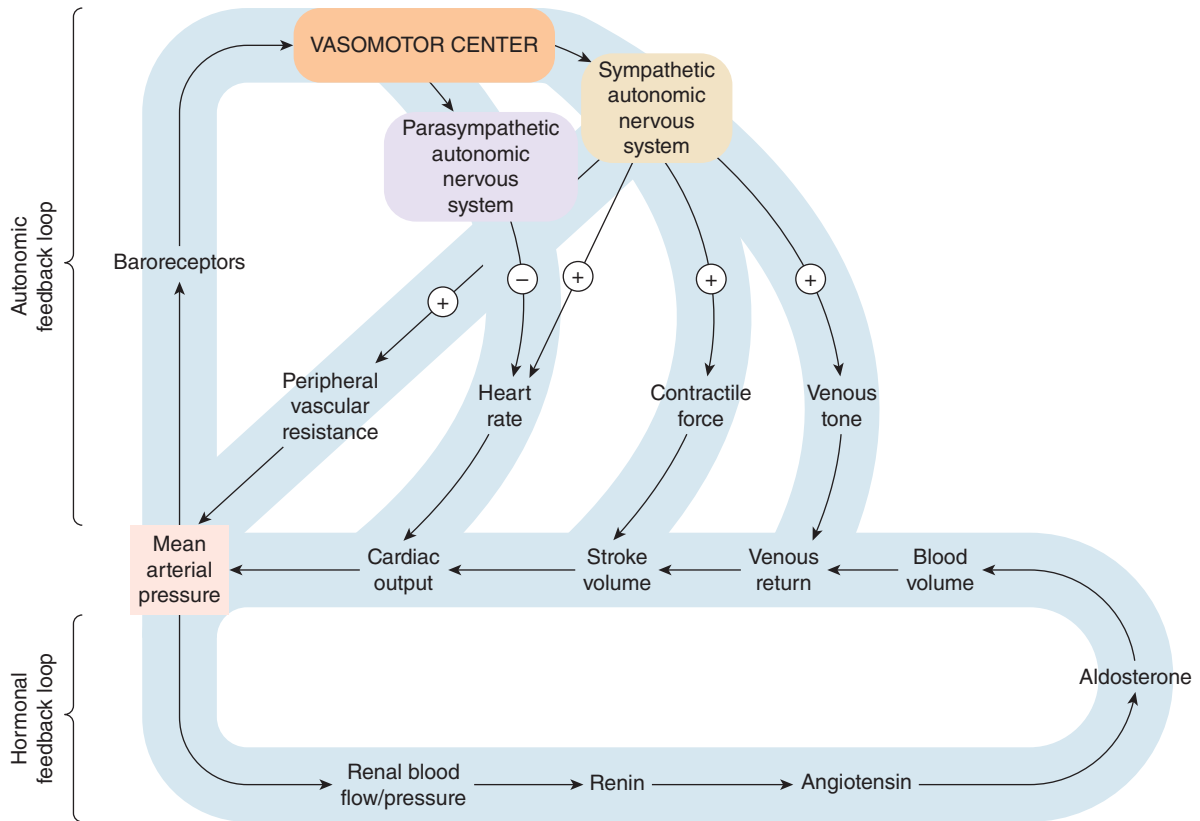 VASOMOTOR CENTER
Sympathetic
autonomic
nervous
system
Parasympathetic
autonomic
nervous
system
Autonomic
feedback loop
Baroreceptors
+
−
+
+
+
Peripheral
vascular
resistance
Heart
rate
Contractile
force
Venous
tone
Mean
arterial
pressure
Cardiac
output
Stroke
volume
Venous
return
Blood
volume
Hormonal
feedback loop
Aldosterone
Renal blood
flow/pressure
Renin
Angiotensin